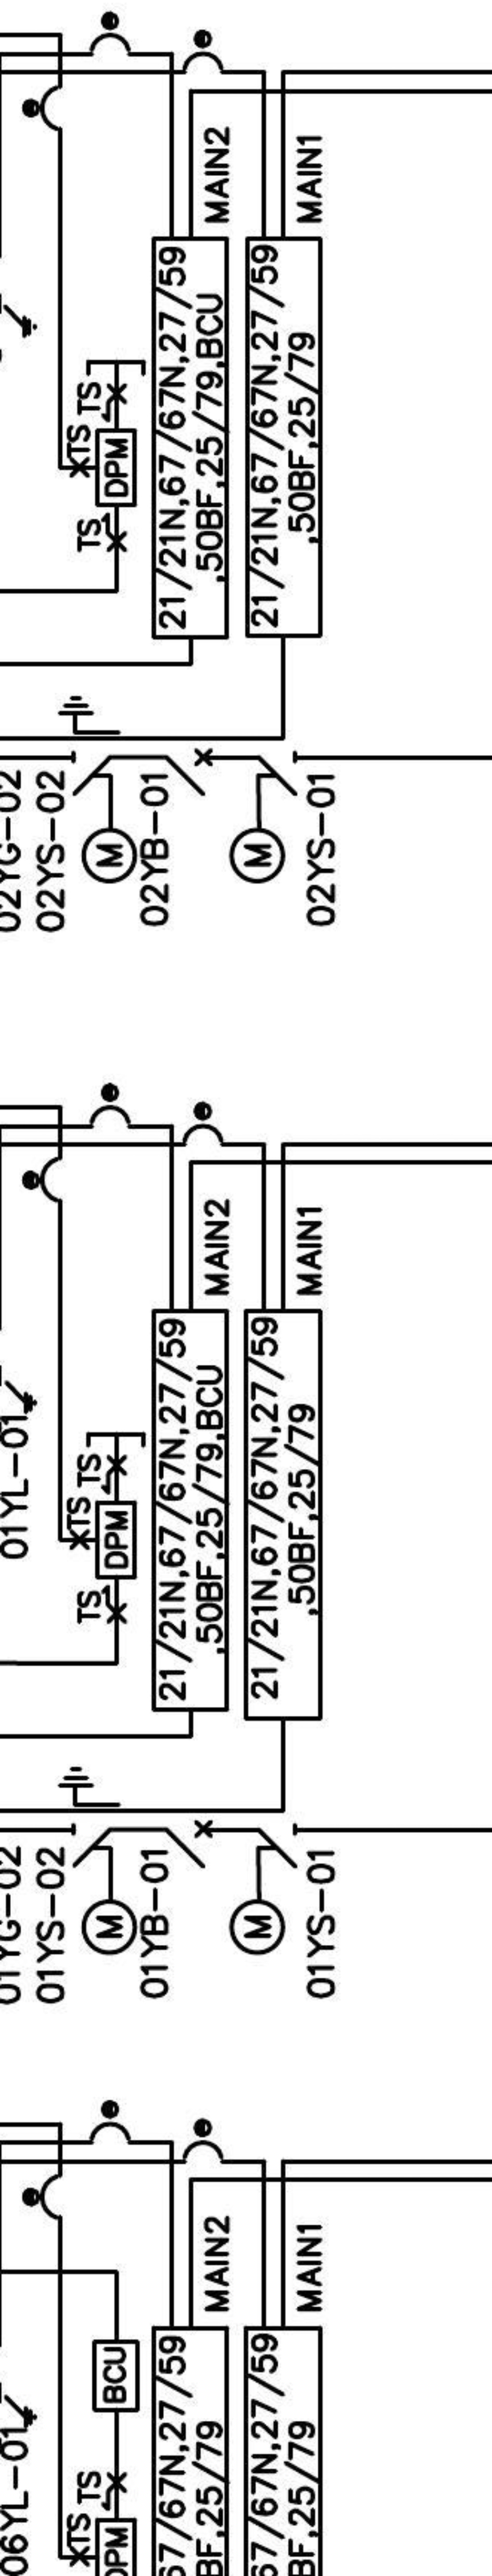 MAIN2
MAIN1
21/21N,67/67N,27/59
,50BF,25/79,BCU
21/21N,67/67N,27/59
,50BF,25/79
TS
TS
DPM
TS
02YG-02
02YS-02
M
02YB-01
M
02YS-01
MAIN2
MAIN1
21/21N,67/67N,27/59
,50BF,25/79,BCU
21/21N,67/67N,27/59
,50BF,25/79
01YL-01
TS
TS
DPM
TS
01YG-02
01YS-02
M
01YB-01
M
01YS-01
MAIN2
MAIN1
BCU
67/67N,27/59
BF,25/79
67/67N,27/59
BF,25/79
06YL-01
TS
TS
DPM